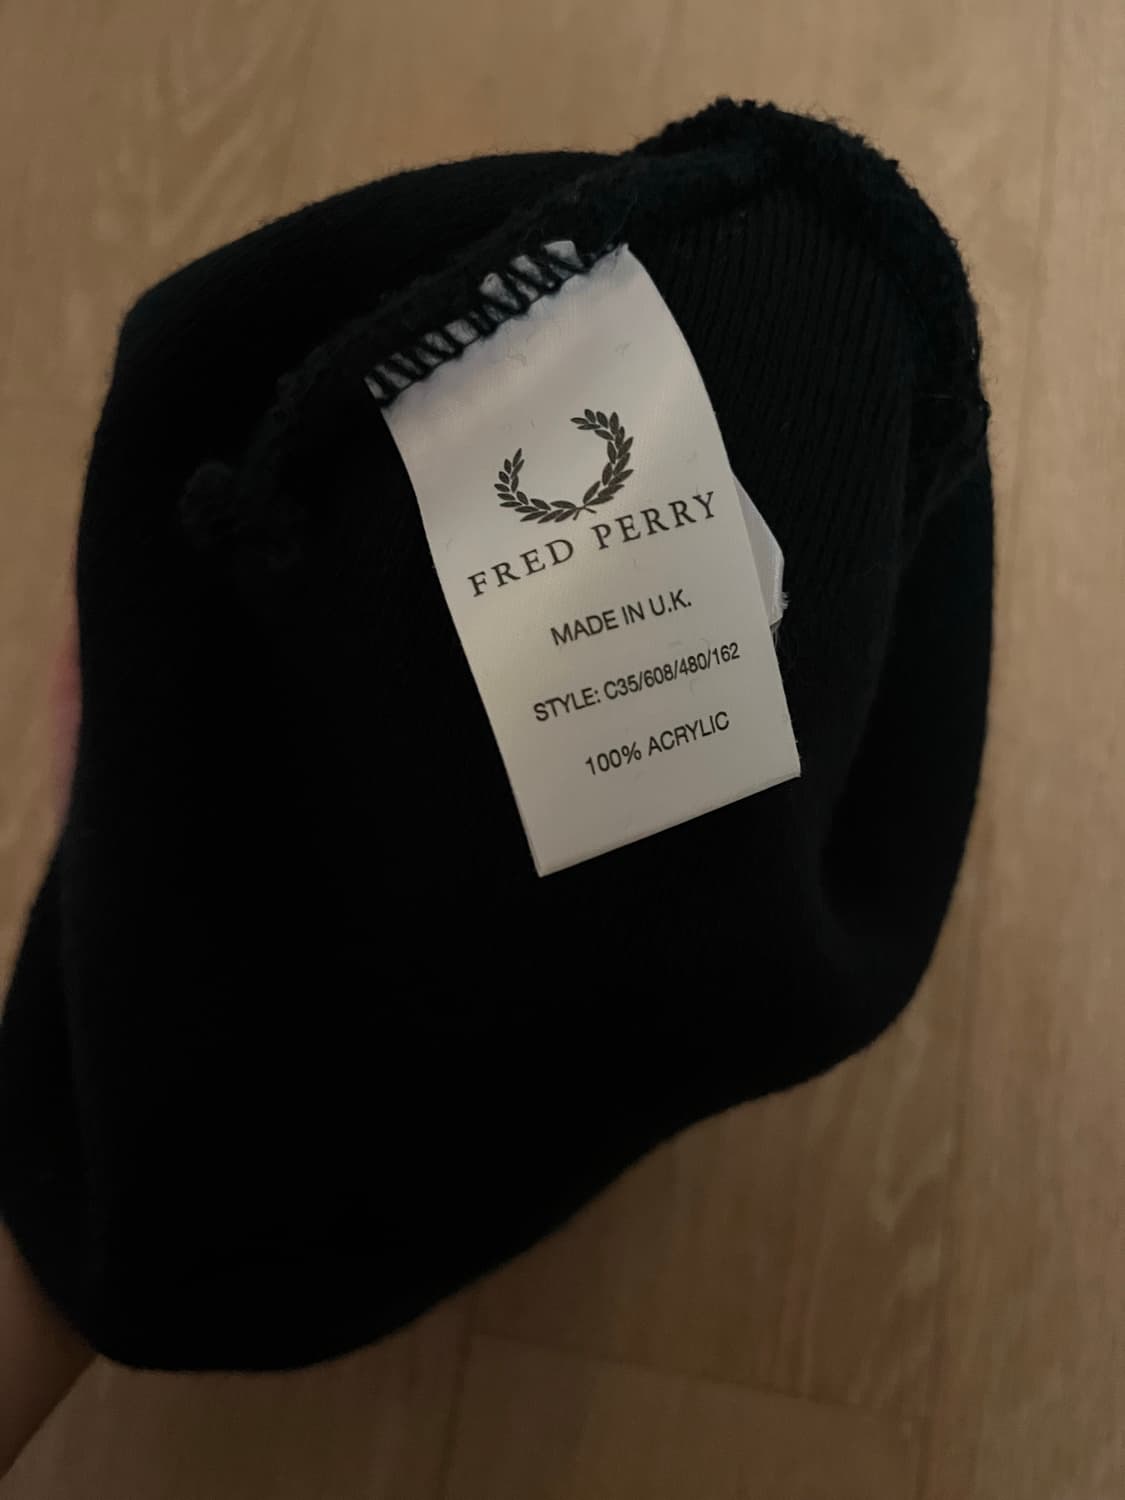 FRED PERRY
MADE IN U.K.
STYLE: C35/608/480/162
100% ACRYLIC